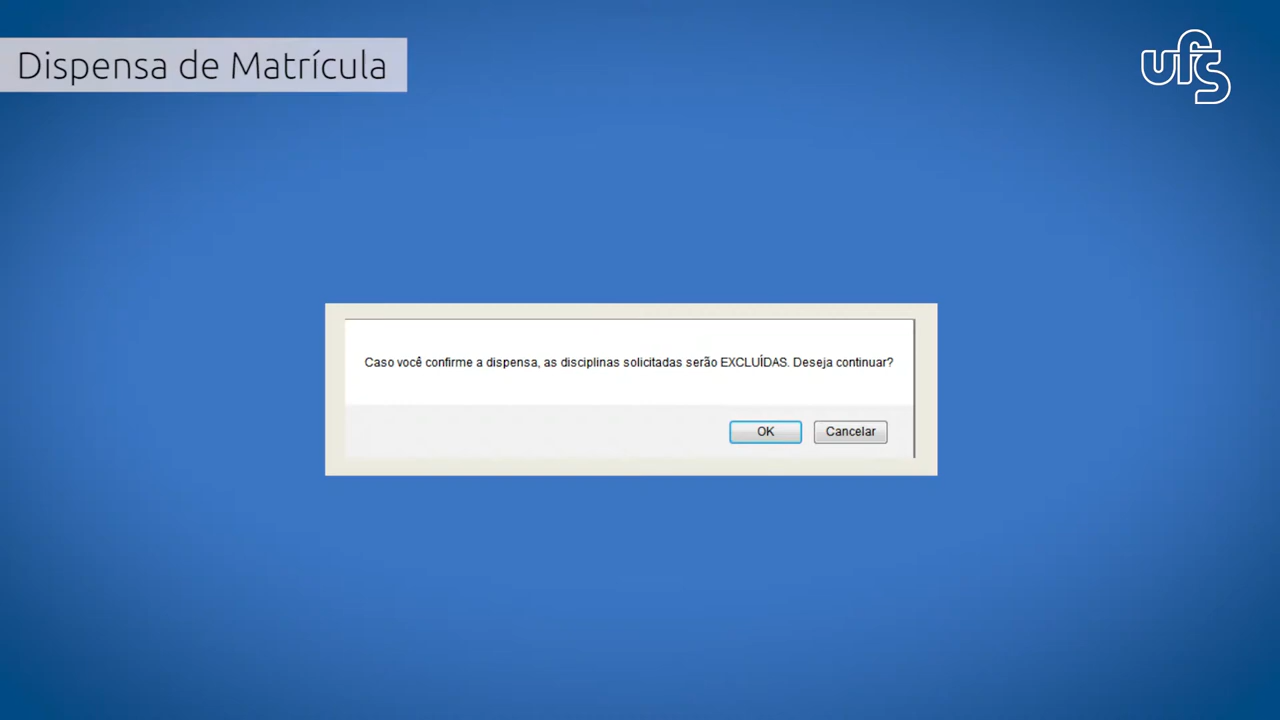 Dispensa de Matrícula
ufs
Caso você confirme a dispensa, as disciplinas solicitadas serão EXCLUÍDAS. Deseja continuar?
OK
Cancelar